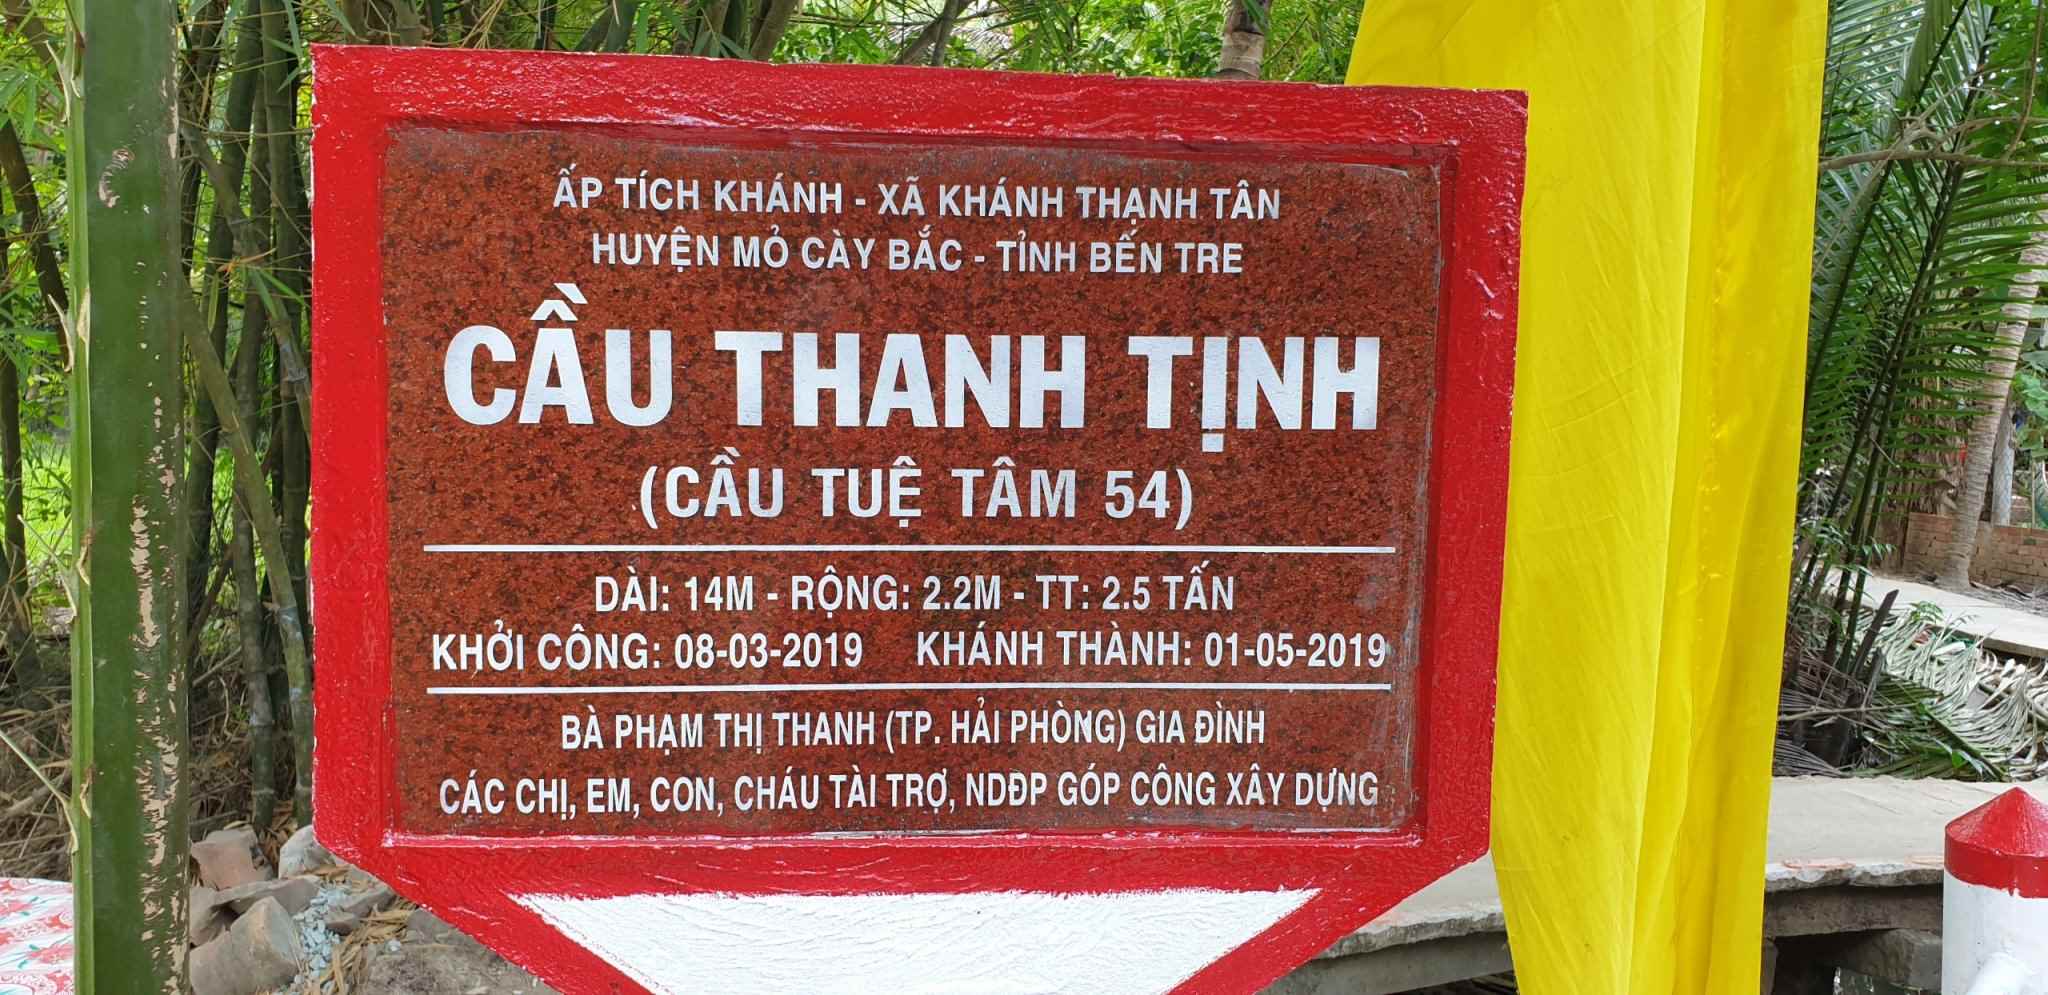 ẤP TÍCH KHÁNH - XÃ KHÁNH THẠNH TÂN
HUYỆN MỎ CÀY BẮC - TỈNH BẾN TRE
CẦU THANH TỊNH
(CẦU TUỆ TÂM 54)
DÀI: 14M - RỘNG: 2.2M - TT: 2.5 TẤN
KHỞI CÔNG: 08-03-2019 KHÁNH THÀNH: 01-05-2019
BÀ PHẠM THỊ THANH (TP. HẢI PHÒNG) GIA ĐÌNH
CÁC CHỊ, EM, CON, CHÁU TÀI TRỢ, NDĐP GÓP CÔNG XÂY DỰNG